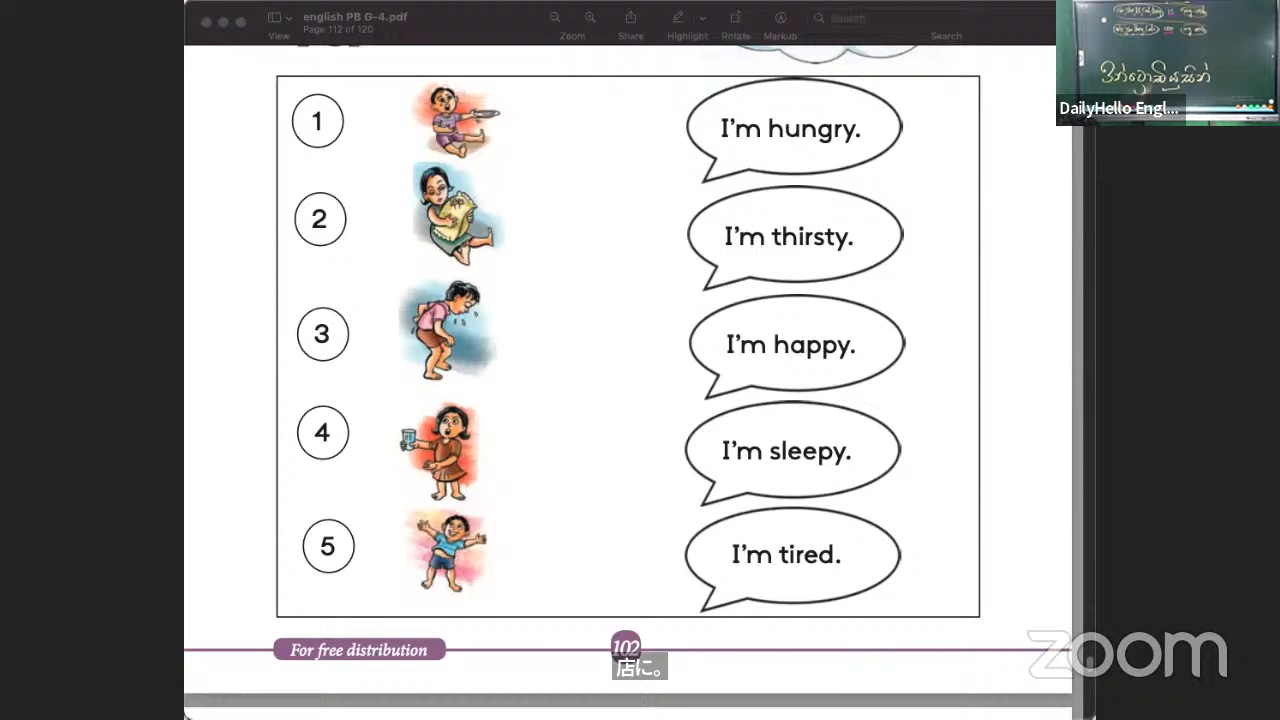 english PB G-4.pdf
Page 112 of 120
View
Zoom
Share
Highlight
Rotate
Markup
Search
Search
DailyHello Engl...
1
I'm hungry.
2
I'm thirsty.
3
I'm happy.
4
I'm sleepy.
5
I'm tired.
For free distribution
102
店に。
zoom